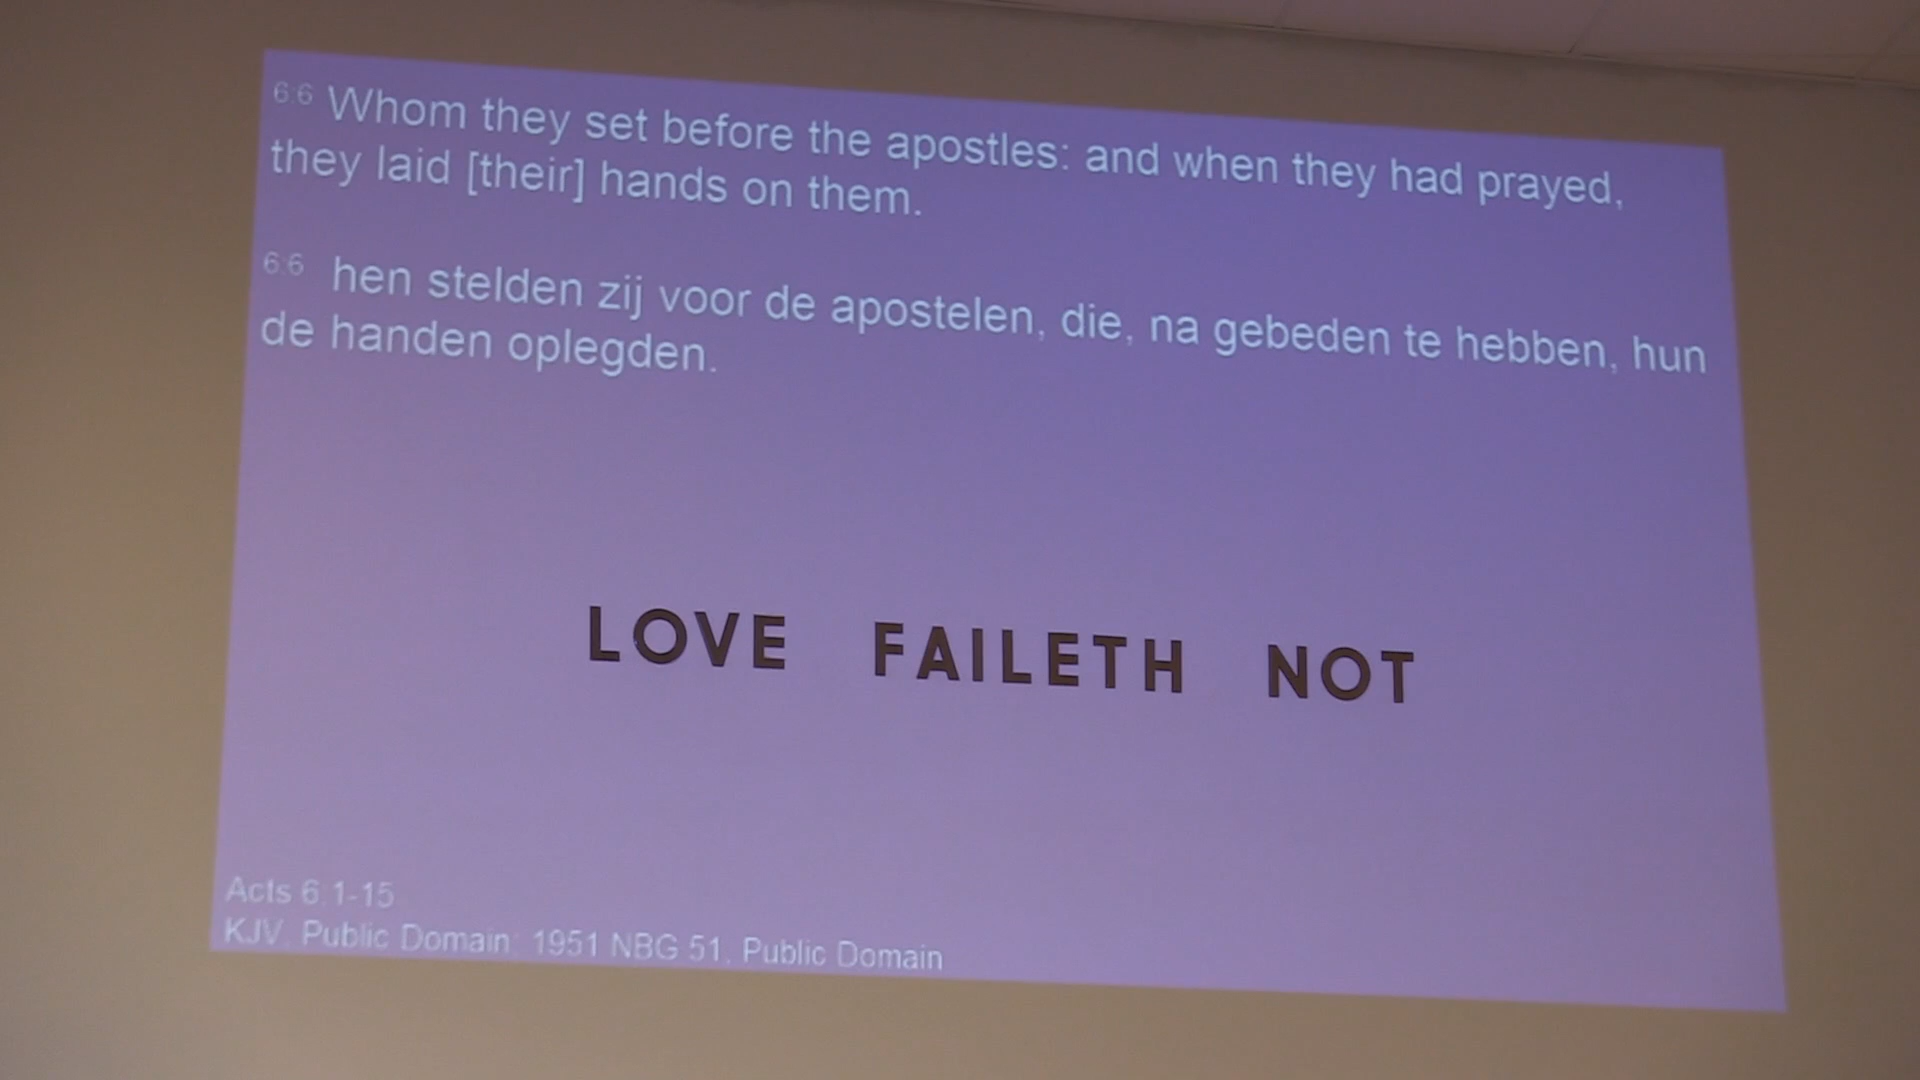 6:6 Whom they set before the apostles: and when they had prayed,
they laid [their] hands on them.
6:6 hen stelden zij voor de apostelen, die, na gebeden te hebben, hun
de handen oplegden.
LOVE FAILETH NOT
Acts 6:1-15
KJV. Public Domain: 1951 NBG 51, Public Domain